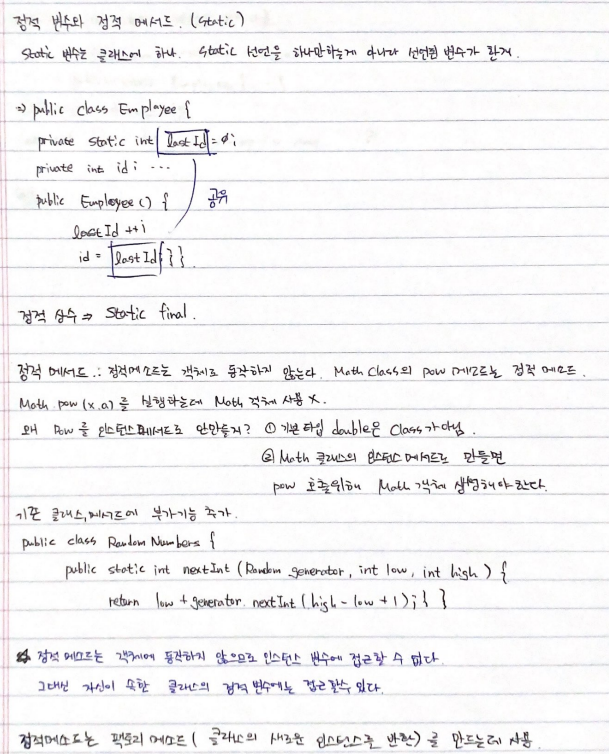 정적 변수와 정적 메서드. (static)
static 변수는 클래스에 하나. static 선언을 하나만하는게 아니라 선언된 변수가 한개.
⇒ public class Employee {
private static int lastId = 0;
private int id; ...
public Employee() {
공유
lastId ++;
id = lastId; } }
정적 상수 ⇒ static final.
정적 메서드.: 정적메소드는 객체로 동작하지 않는다. Math Class의 pow 메소드는 정적 메소드.
Math pow (x.a) 를 실행하는데 Math 객체 사용 X.
왜 Pow 를 인스턴스메서드로 안만들지? ① 기본 타입 double은 Class가 아님.
② Math 클래스의 인스턴스 메서드로 만들면
pow 호출위해 Math 객체 생성해야 한다.
기존 클래스, 메서드에 부가기능 추가.
public class Random Numbers {
public static int nextInt (Random generator, int low, int high) {
return low + generator. nextInt (high - low + 1); } }
정적 메소드는 객체에 동작하지 않으므로 인스턴스 변수에 접근할 수 없다.
그대신 자신이 속한 클래스의 정적 변수에는 접근할수 있다.
정적메소드는 팩토리 메소드 ( 클래스의 새로운 인스턴스를 반환) 를 만드는데 사용